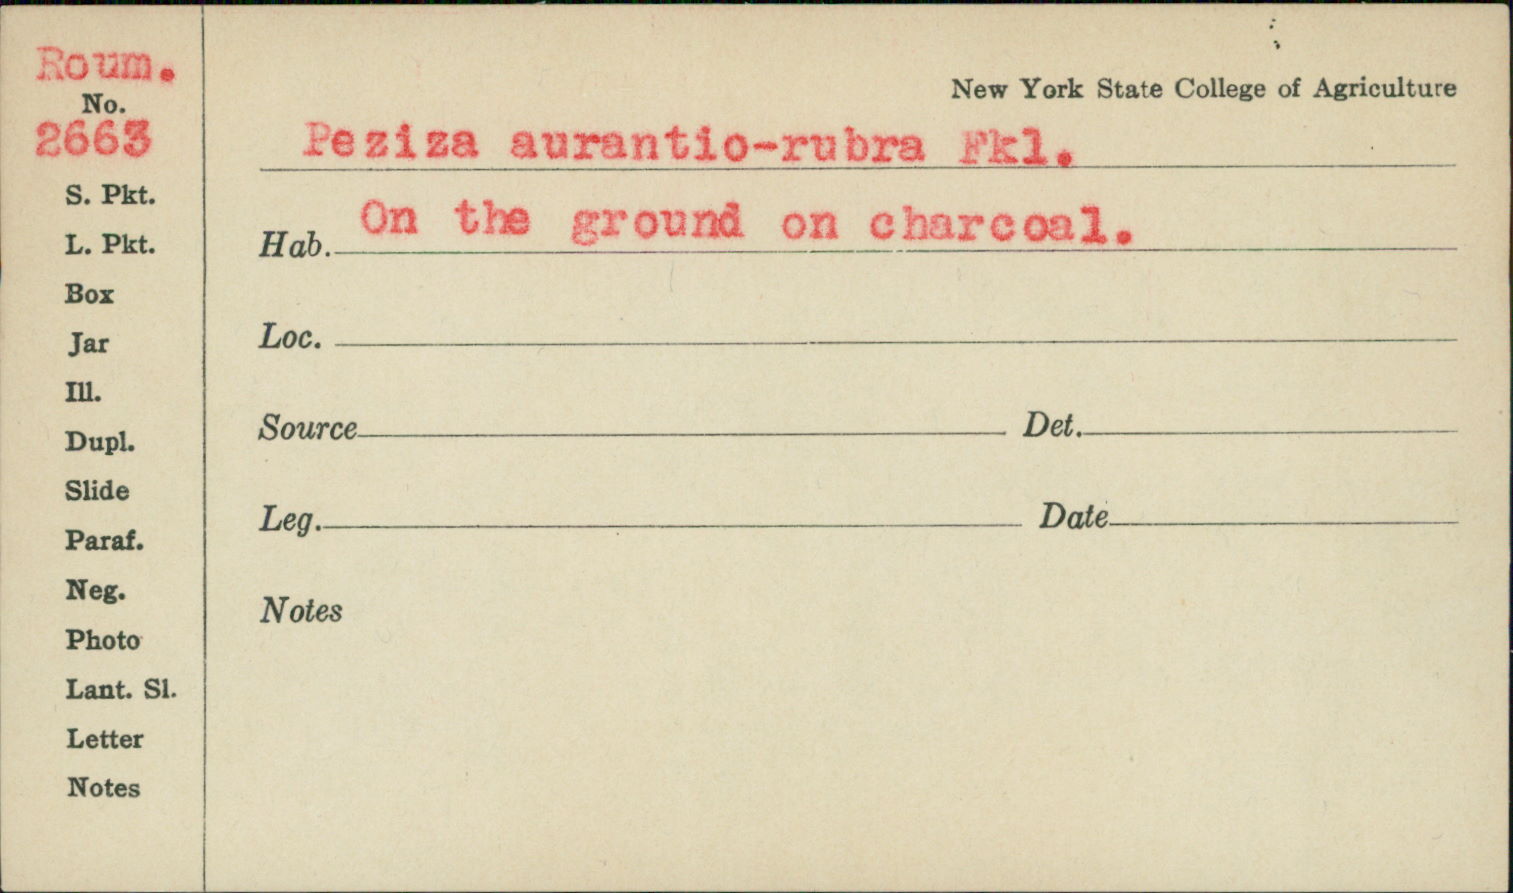 Roum.
No.
2663
S. Pkt.
L. Pkt.
Box
Jar
Ill.
Dupl.
Slide
Paraf.
Neg.
Photo
Lant. Sl.
Letter
Notes
New York State College of Agriculture
Peziza aurantio-rubra Fkl.
Hab. On the ground on charcoal.
Loc.
Source Det.
Leg. Date
Notes